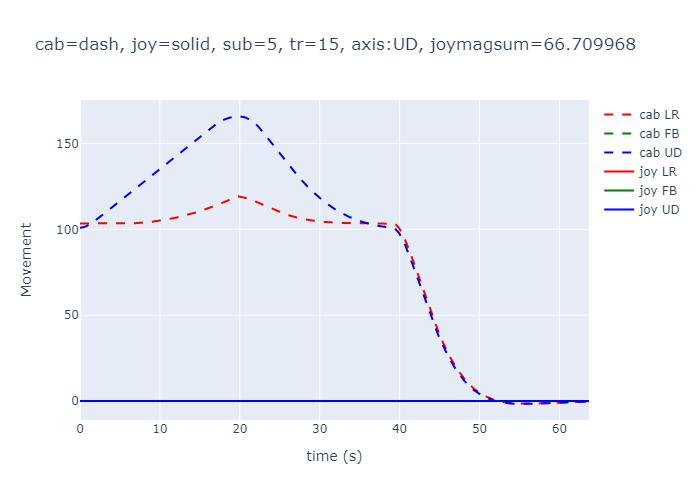 cab=dash, joy=solid, sub=5, tr=15, axis:UD, joymagsum=66.709968
cab LR
cab FB
cab UD
joy LR
joy FB
joy UD
Movement
150
100
50
0
0 10 20 30 40 50 60
time (s)